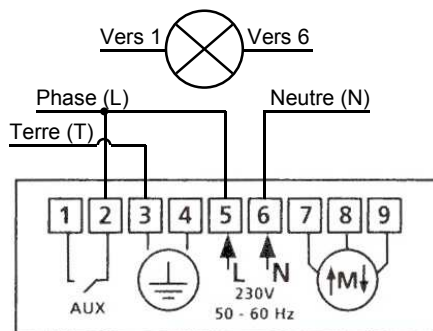 Vers 1 Vers 6
Phase (L) Neutre (N)
Terre (T)
1 2 3 4 5 6 7 8 9
L N M
230V
AUX
50 - 60 Hz